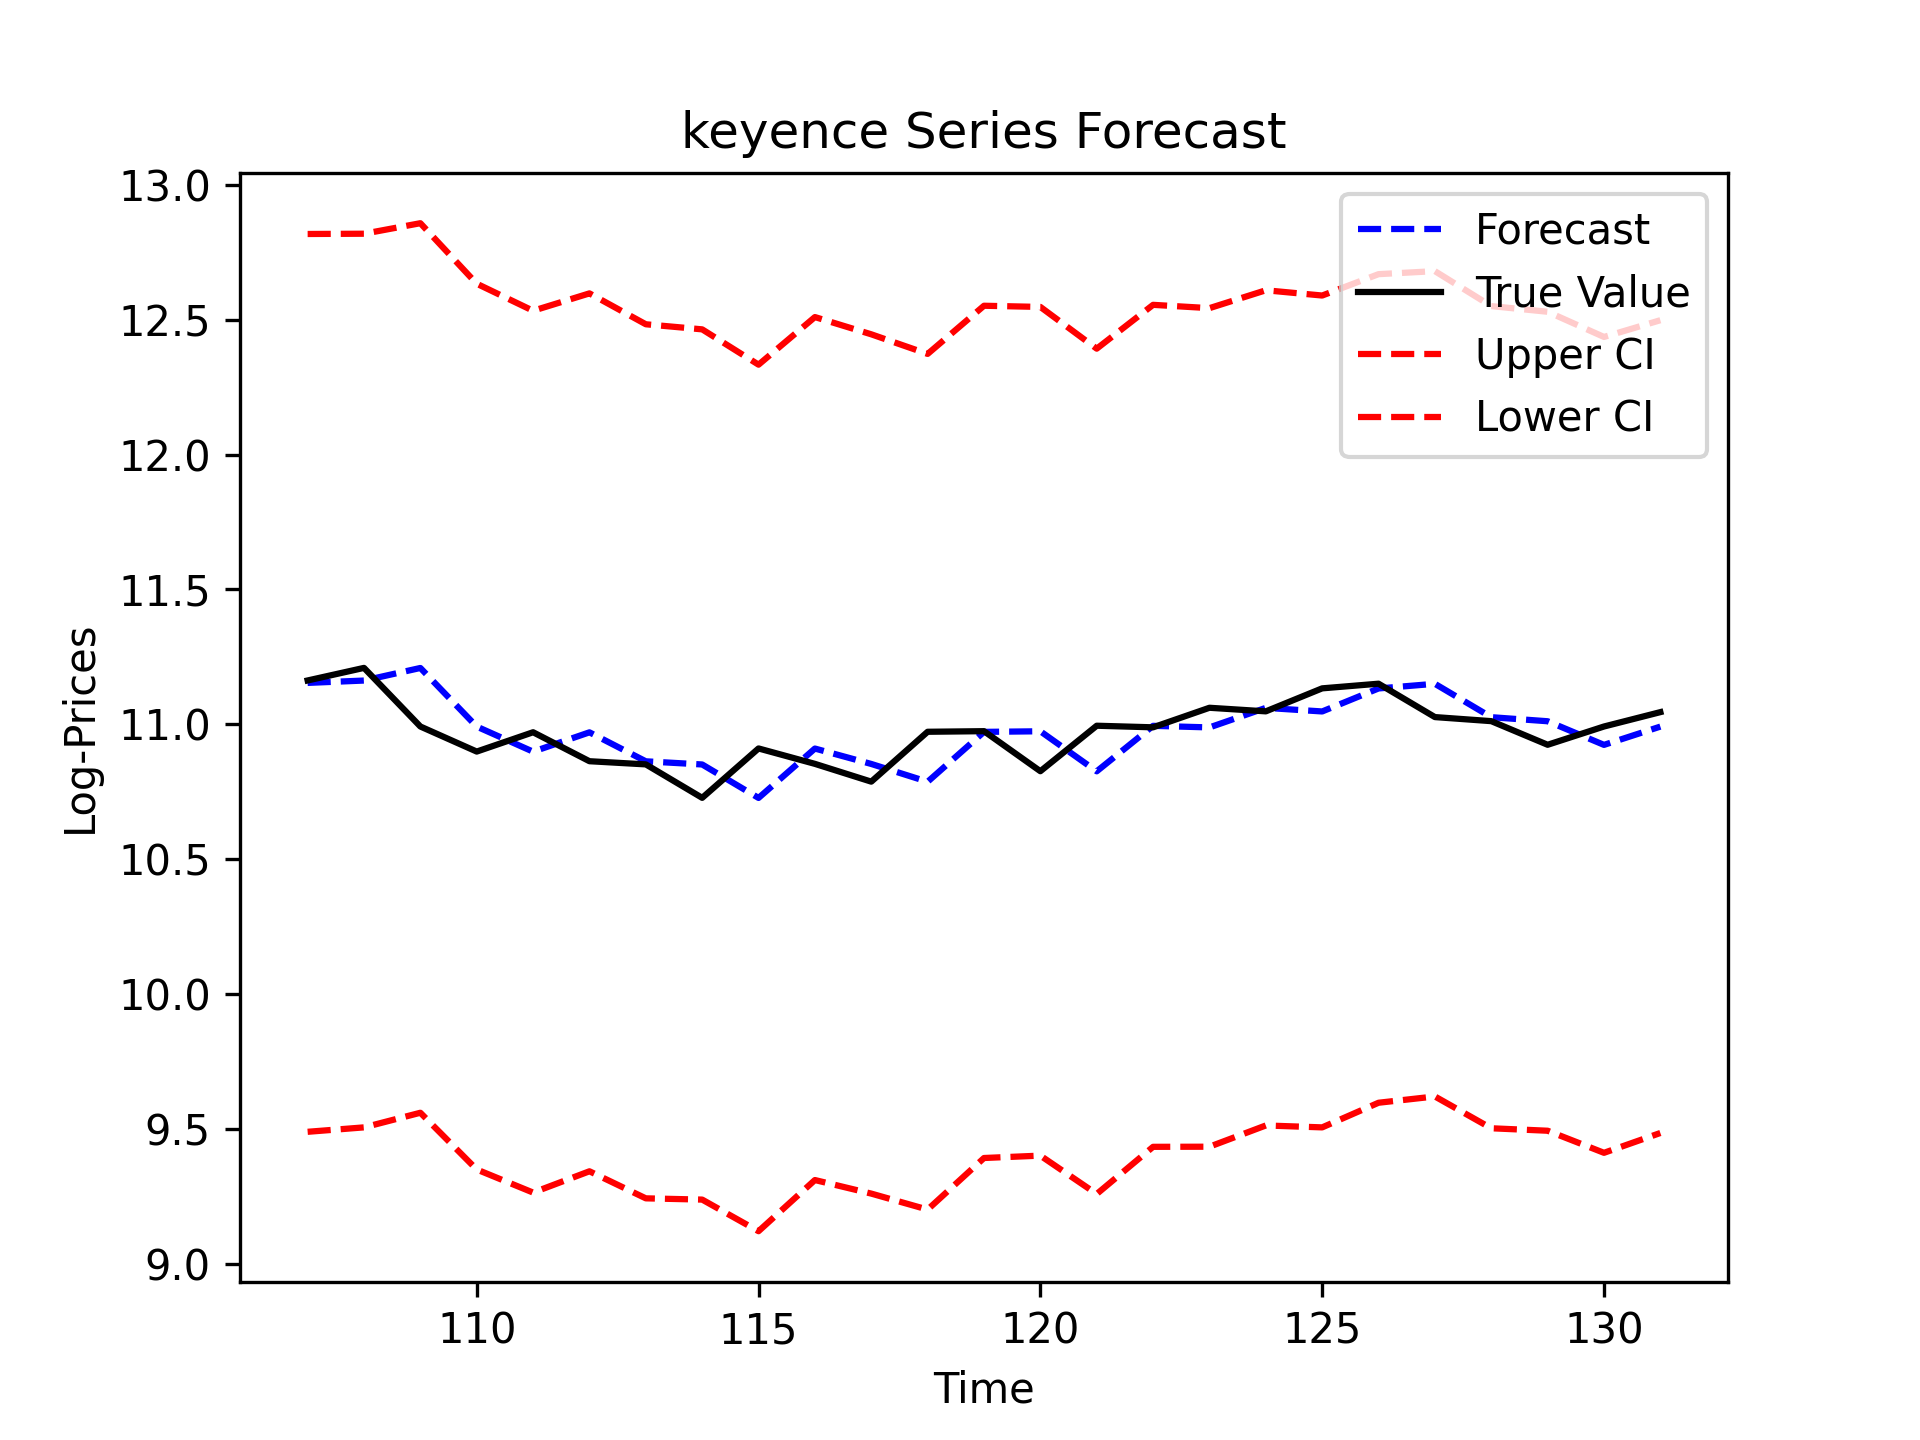 keyence Series Forecast
13.0
12.5
12.0
11.5
11.0
10.5
10.0
9.5
9.0
Log-Prices
Forecast
True Value
Upper CI
Lower CI
110 115 120 125 130
Time